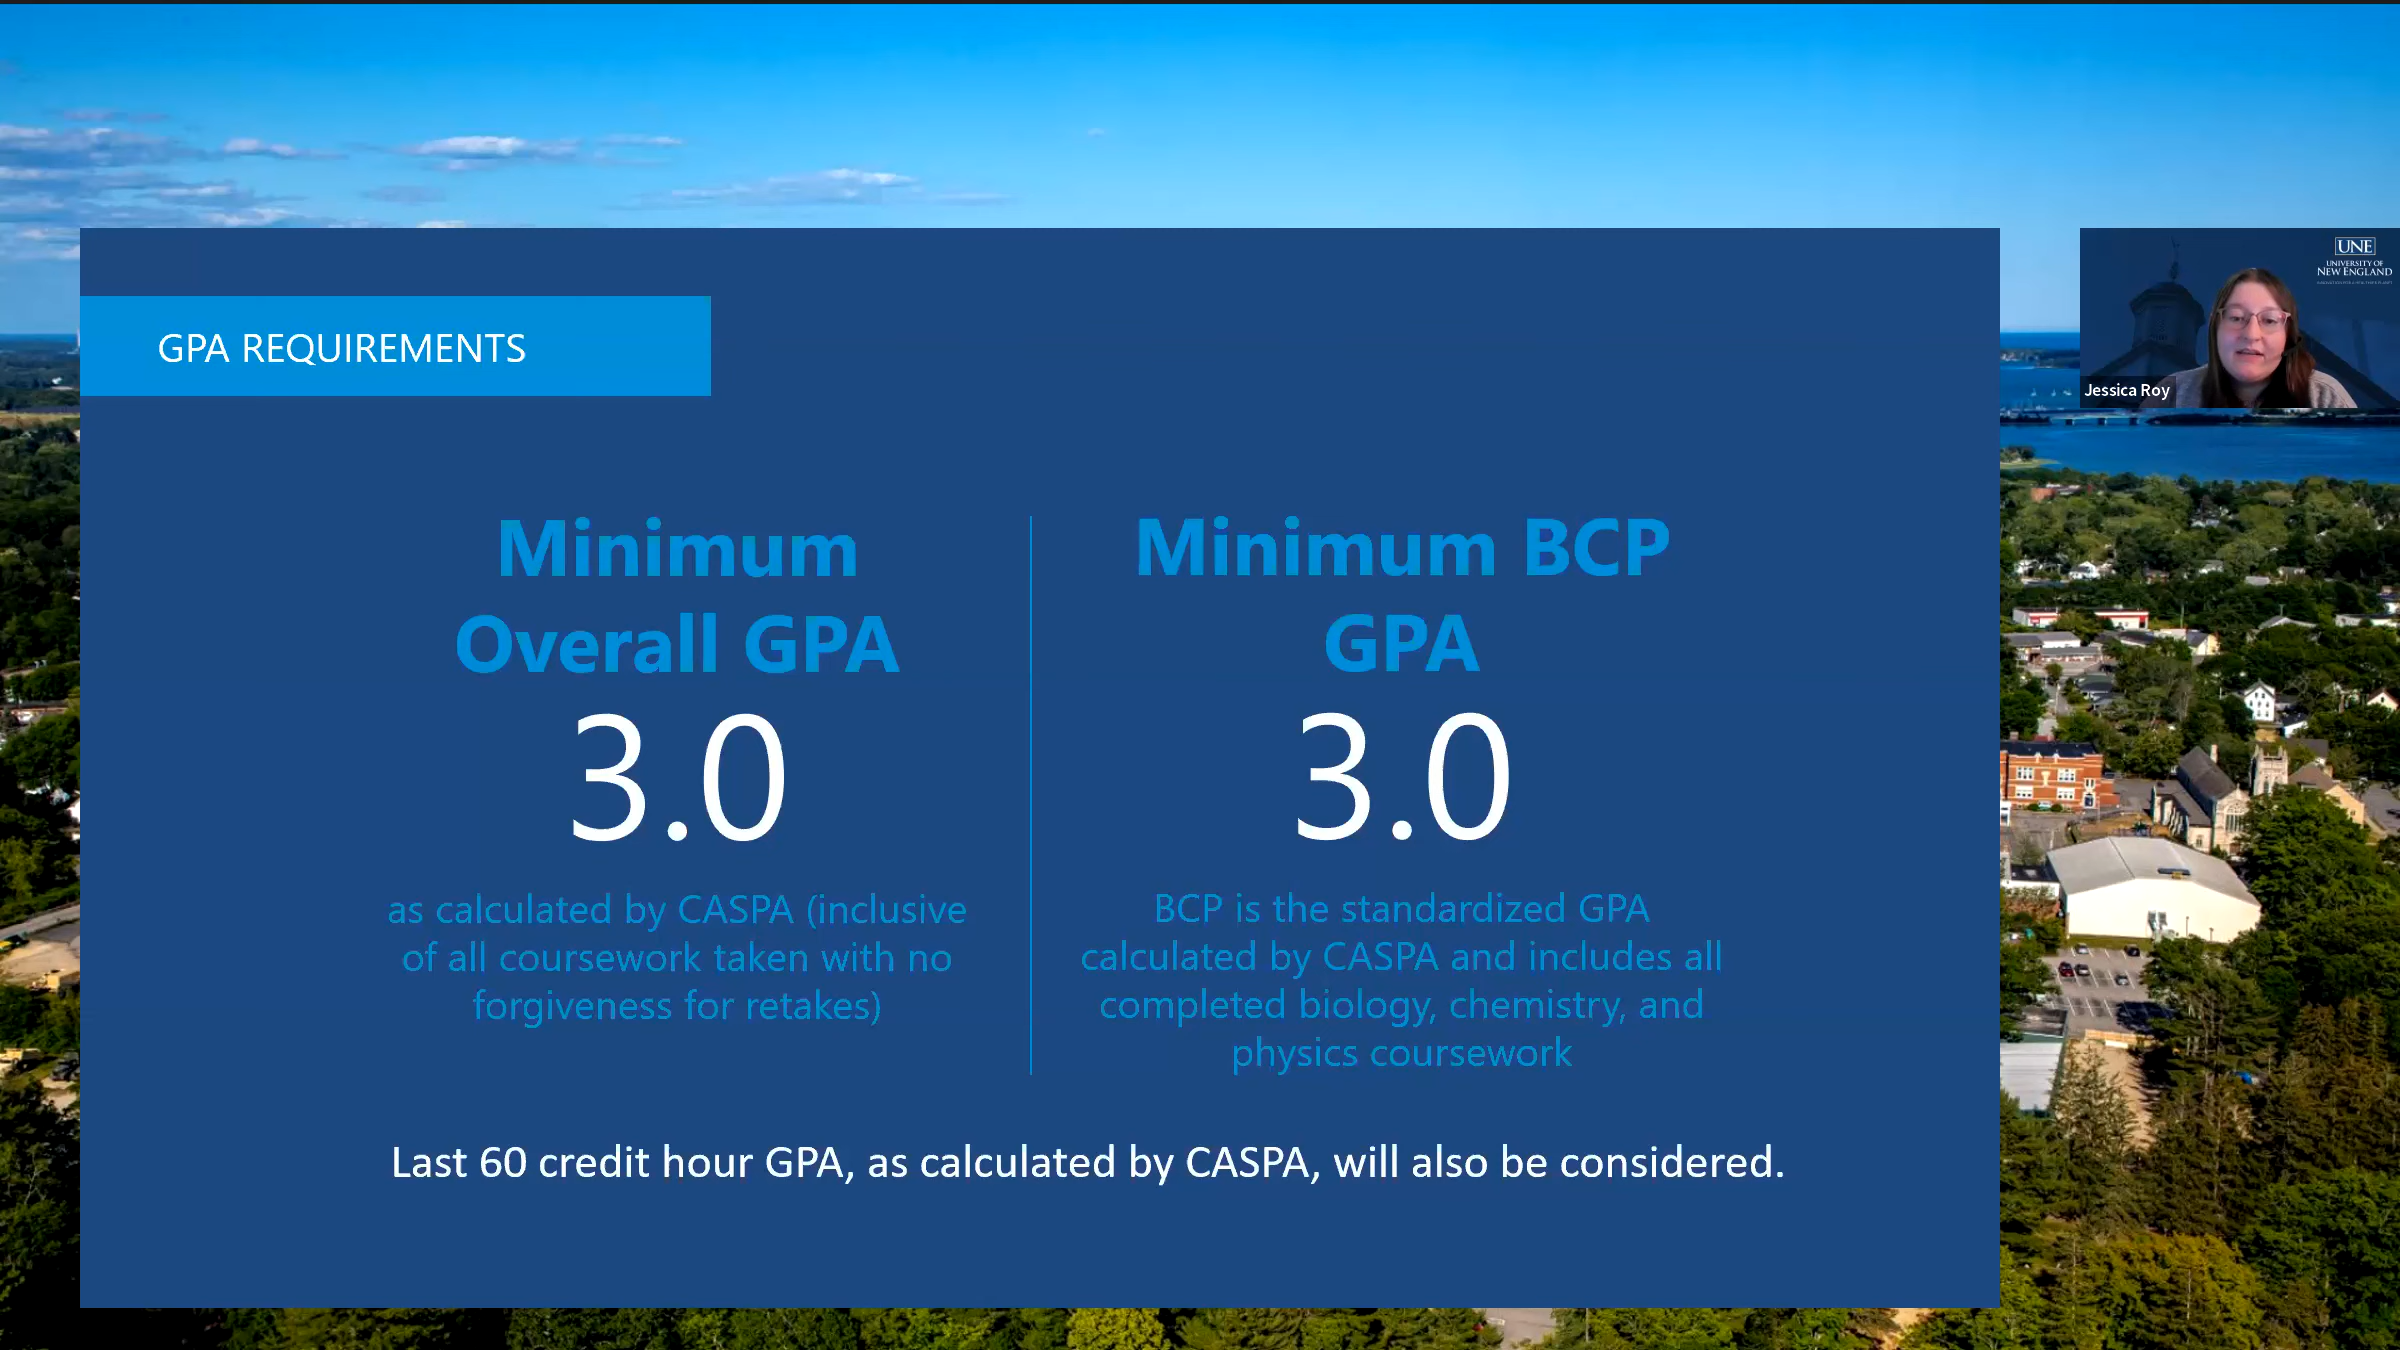 GPA REQUIREMENTS
Minimum
Overall GPA
3.0
as calculated by CASPA (inclusive
of all coursework taken with no
forgiveness for retakes)
Minimum BCP
GPA
3.0
BCP is the standardized GPA
calculated by CASPA and includes all
completed biology, chemistry, and
physics coursework
Last 60 credit hour GPA, as calculated by CASPA, will also be considered.
UNE
UNIVERSITY OF
NEW ENGLAND
Jessica Roy